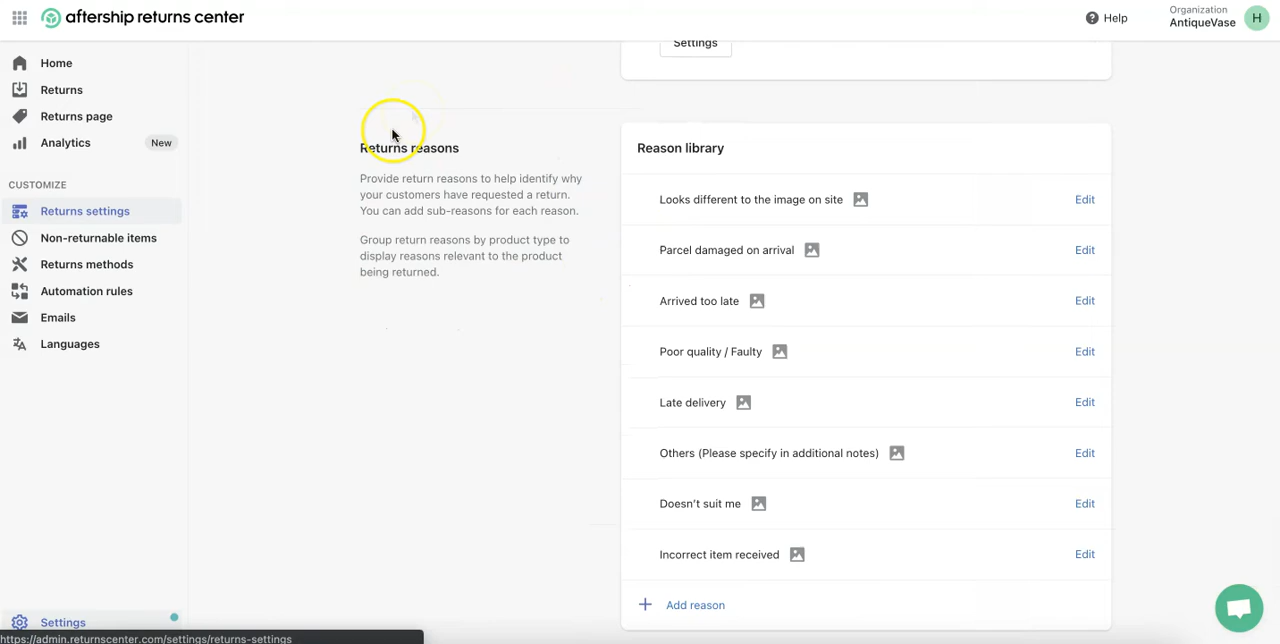 aftership returns center
Help
Organization
AntiqueVase
H
Home
Returns
Returns page
Analytics
New
CUSTOMIZE
Returns settings
Non-returnable items
Returns methods
Automation rules
Emails
Languages
Settings
https://admin.returnscenter.com/settings/returns-settings
Settings
Returns reasons
Provide return reasons to help identify why
your customers have requested a return.
You can add sub-reasons for each reason.
Group return reasons by product type to
display reasons relevant to the product
being returned.
Reason library
Looks different to the image on site Edit
Parcel damaged on arrival Edit
Arrived too late Edit
Poor quality / Faulty Edit
Late delivery Edit
Others (Please specify in additional notes) Edit
Doesn't suit me Edit
Incorrect item received Edit
+ Add reason